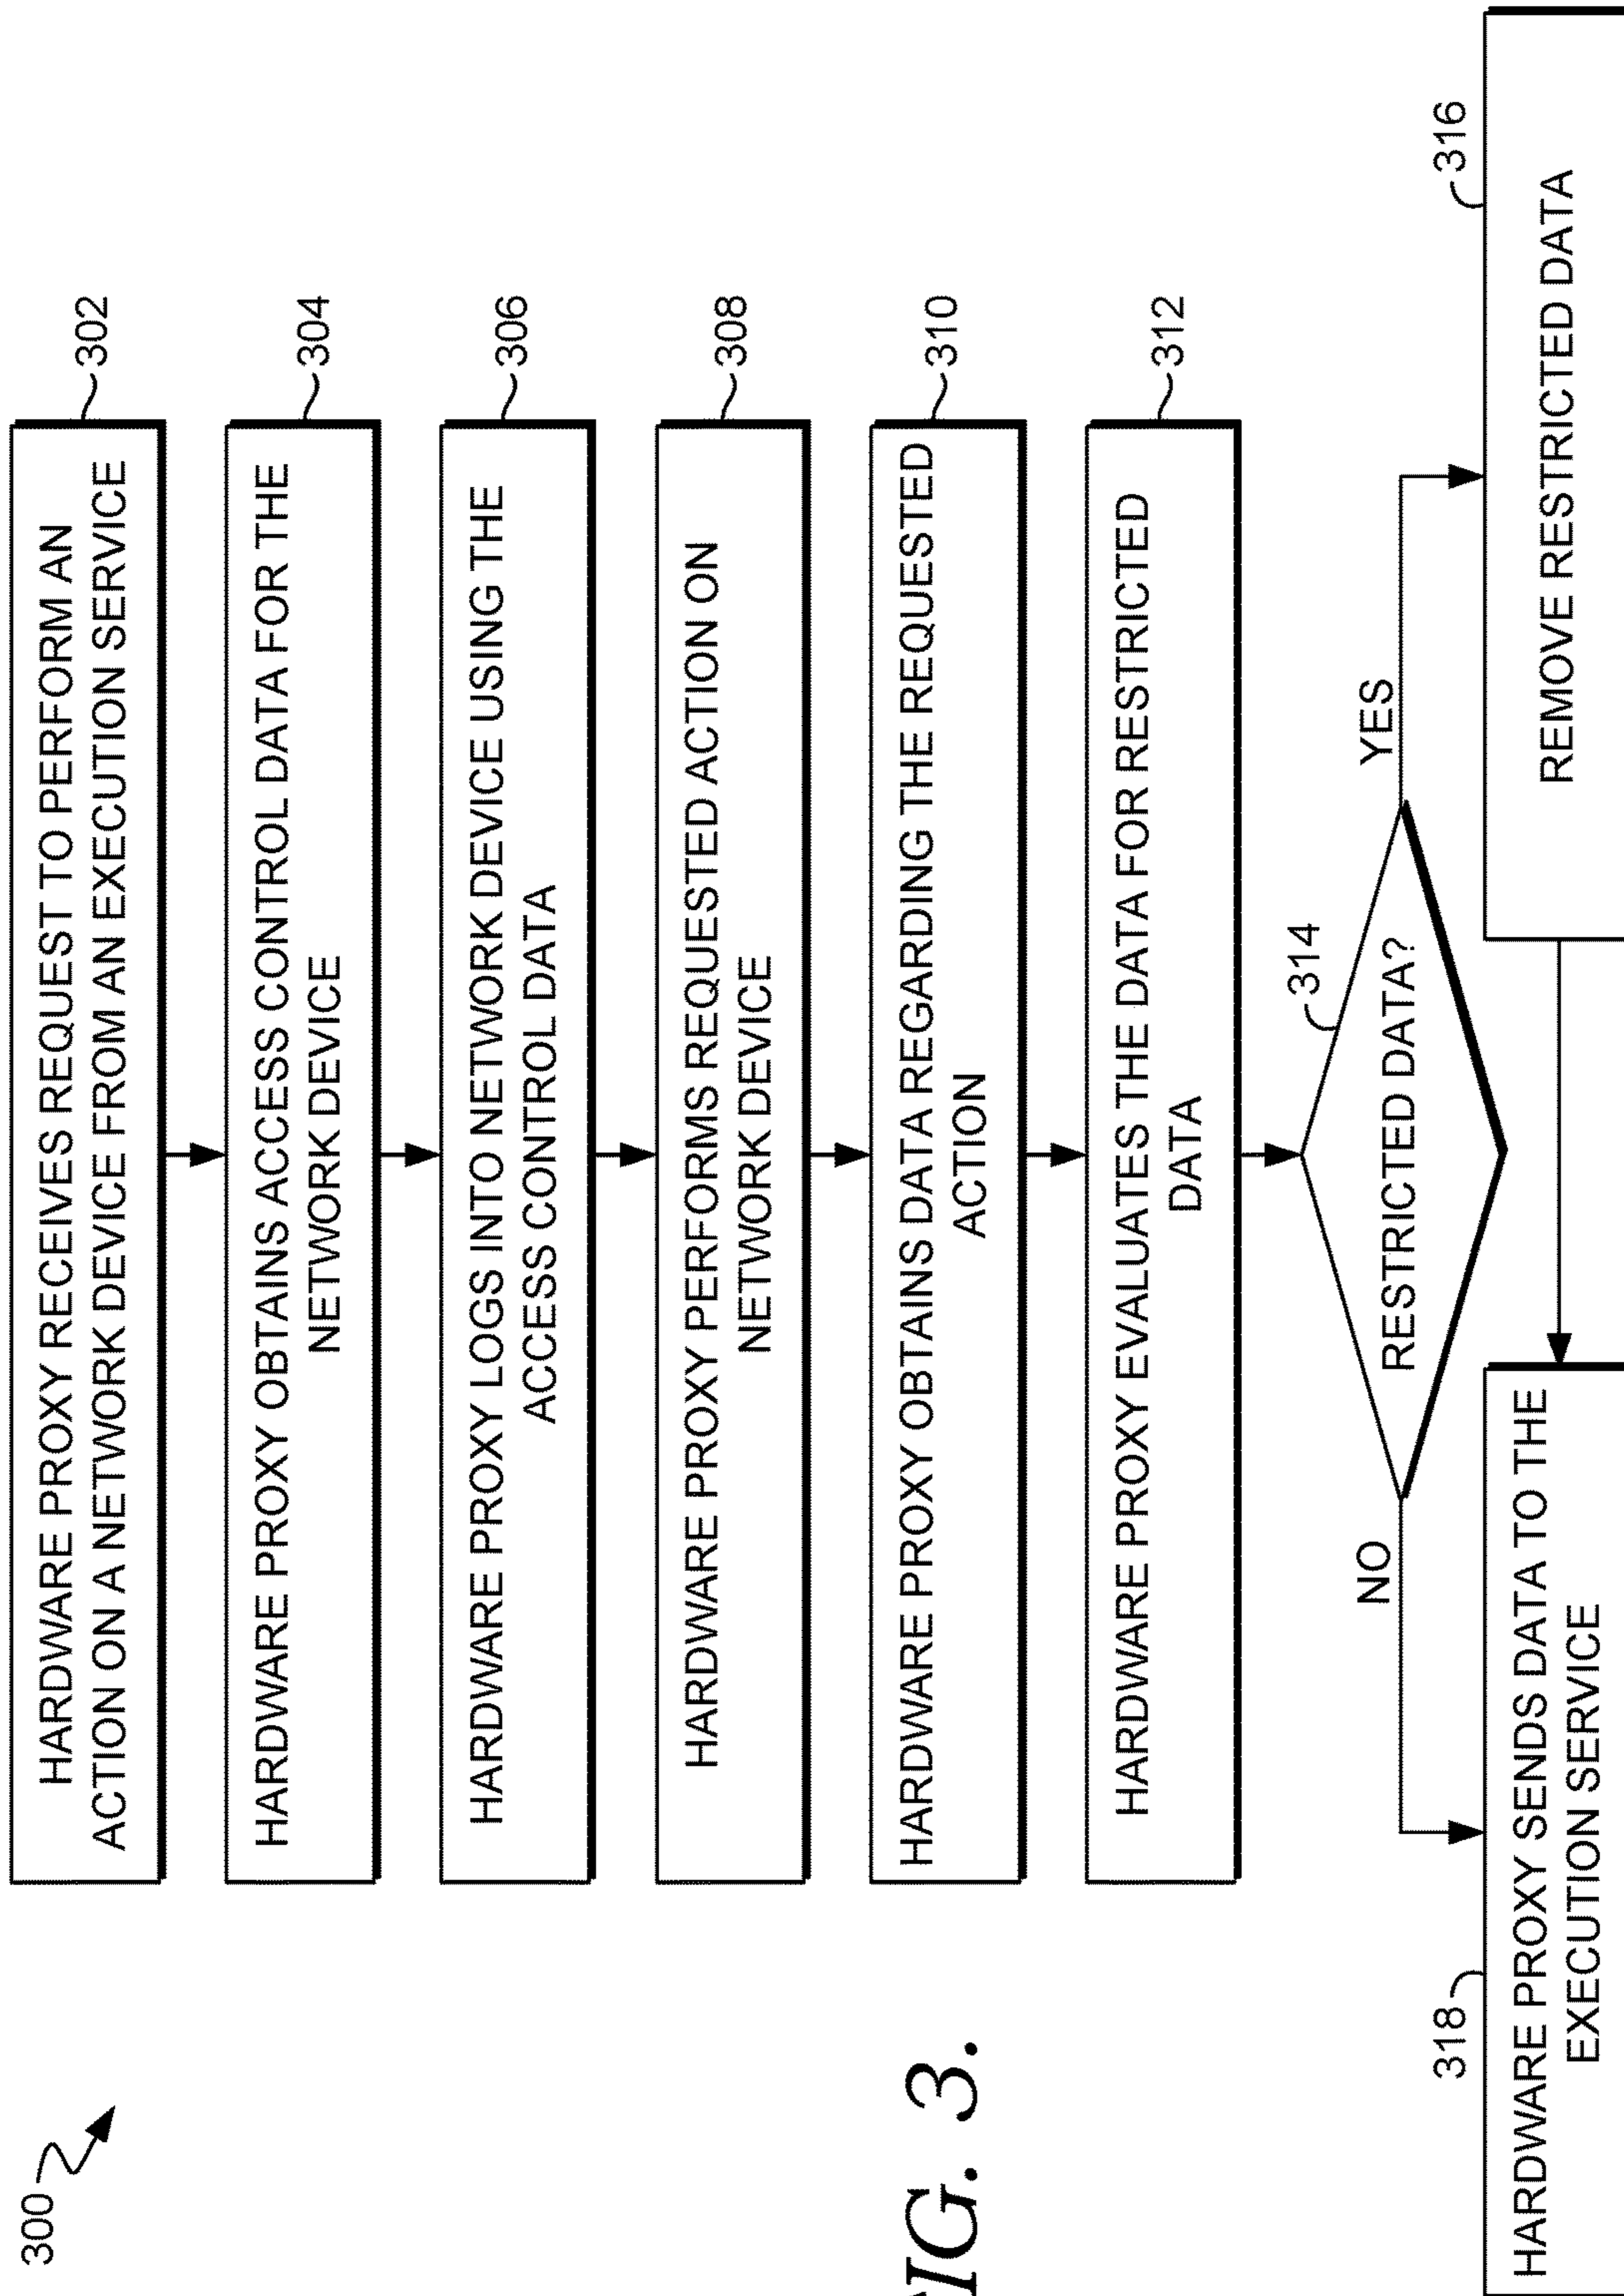 300
HARDWARE PROXY RECEIVES REQUEST TO PERFORM AN
ACTION ON A NETWORK DEVICE FROM AN EXECUTION SERVICE
302
HARDWARE PROXY OBTAINS ACCESS CONTROL DATA FOR THE
NETWORK DEVICE
304
HARDWARE PROXY LOGS INTO NETWORK DEVICE USING THE
ACCESS CONTROL DATA
306
HARDWARE PROXY PERFORMS REQUESTED ACTION ON
NETWORK DEVICE
308
HARDWARE PROXY OBTAINS DATA REGARDING THE REQUESTED
ACTION
310
HARDWARE PROXY EVALUATES THE DATA FOR RESTRICTED
DATA
312
314
RESTRICTED DATA?
NO
YES
318
HARDWARE PROXY SENDS DATA TO THE
EXECUTION SERVICE
316
REMOVE RESTRICTED DATA
3.